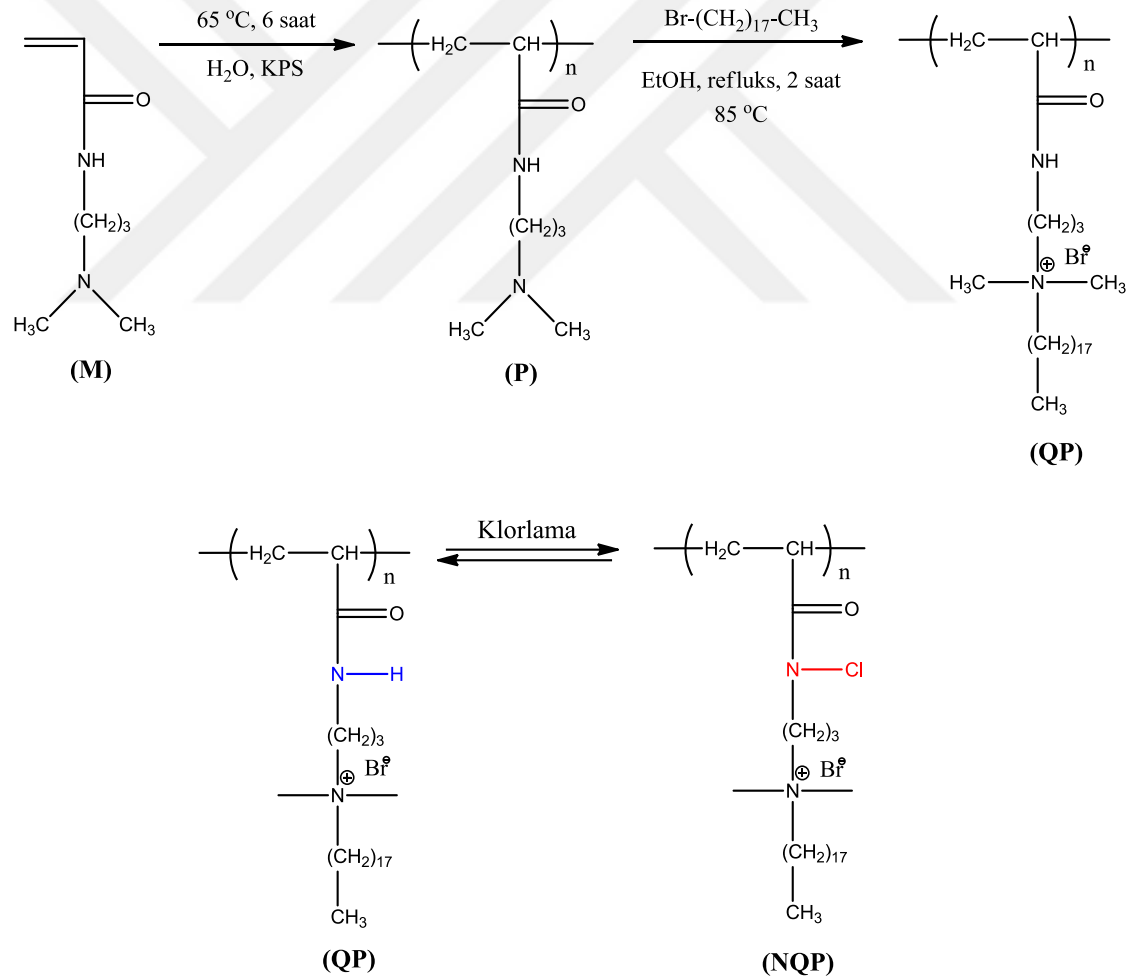 65 °C, 6 saat
H₂O, KPS
Br-(CH₂)₁₇-CH₃
EtOH, refluks, 2 saat
85 °C
O
NH
(CH₂)₃
N
H₃C
CH₃
(M)
H₂C
CH
n
O
NH
(CH₂)₃
N
H₃C
CH₃
(P)
H₂C
CH
n
O
NH
(CH₂)₃
⊕ Br⊖
H₃C
N
CH₃
(CH₂)₁₇
CH₃
(QP)
Klorlama
H₂C
CH
n
O
N
H
(CH₂)₃
⊕ Br⊖
N
(CH₂)₁₇
CH₃
(QP)
H₂C
CH
n
O
N
Cl
(CH₂)₃
⊕ Br⊖
N
(CH₂)₁₇
CH₃
(NQP)